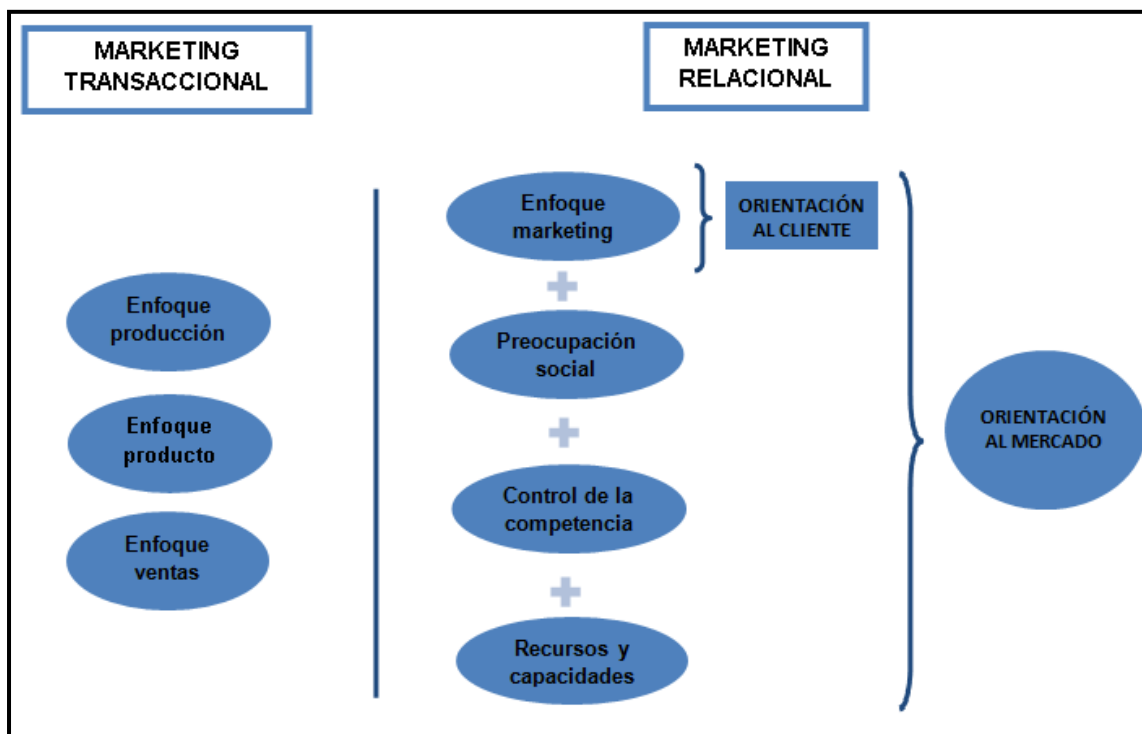 MARKETING
TRANSACCIONAL
MARKETING
RELACIONAL
Enfoque
producción
Enfoque
producto
Enfoque
ventas
Enfoque
marketing
ORIENTACIÓN
AL CLIENTE
Preocupación
social
Control de la
competencia
Recursos y
capacidades
ORIENTACIÓN
AL MERCADO